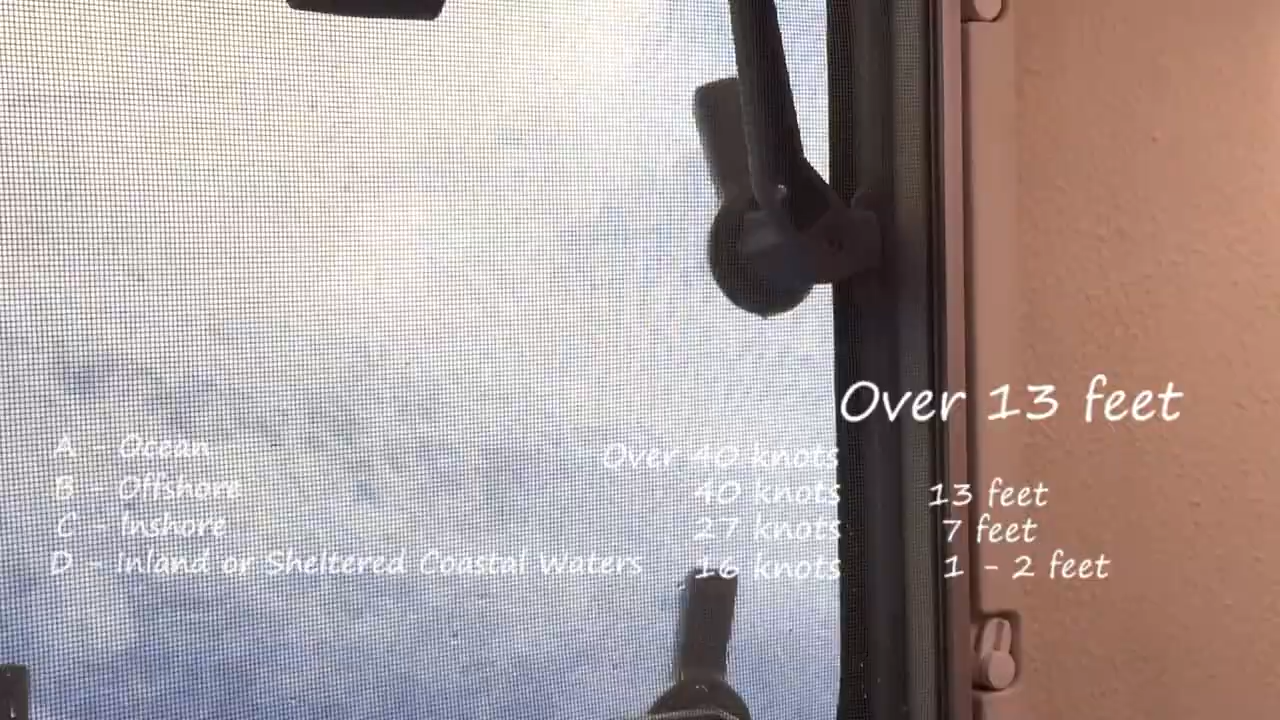 Over 13 feet
A - Ocean Over 40 knots
B - Offshore 40 knots 13 feet
C - Inshore 27 knots 7 feet
D - Inland or Sheltered Coastal Waters 16 knots 1 - 2 feet